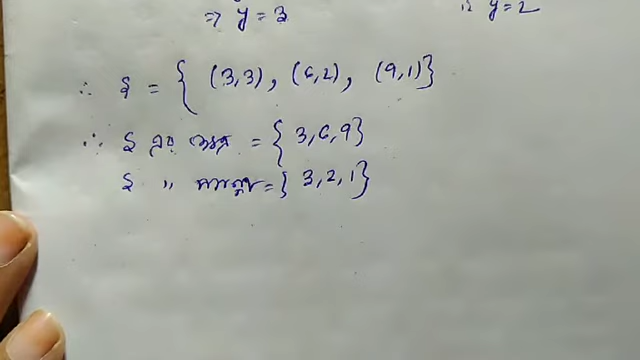 ⇒ y = 3
y = 2
∴ S = { (3,3), (6,2), (9,1)}
∴ S এর ডোমেন = { 3,6,9}
S " = { 3,2,1}